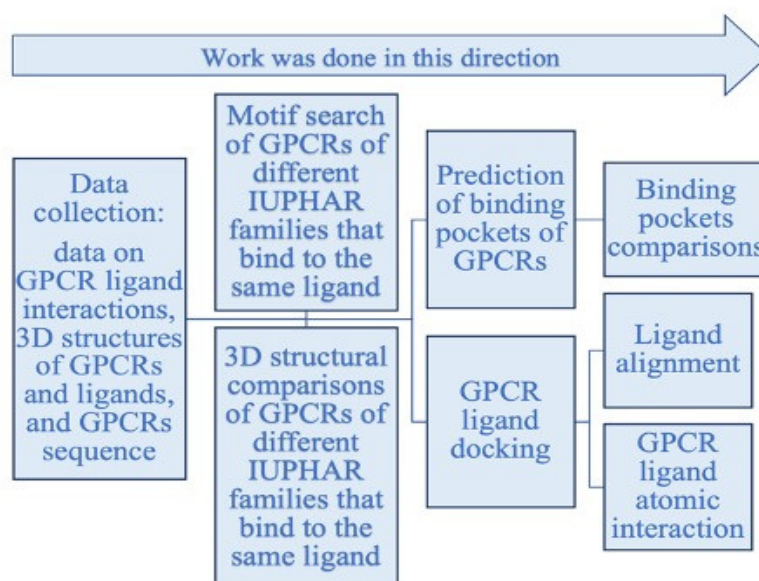 Work was done in this direction
Data
collection:
data on
GPCR ligand
interactions,
3D structures
of GPCRs
and ligands,
and GPCRs
sequence
Motif search
of GPCRs of
different
IUPHAR
families that
bind to the
same ligand
3D structural
comparisons
of GPCRs of
different
IUPHAR
families that
bind to the
same ligand
Prediction
of binding
pockets of
GPCRs
Binding
pockets
comparisons
GPCR
ligand
docking
Ligand
alignment
GPCR
ligand
atomic
interaction